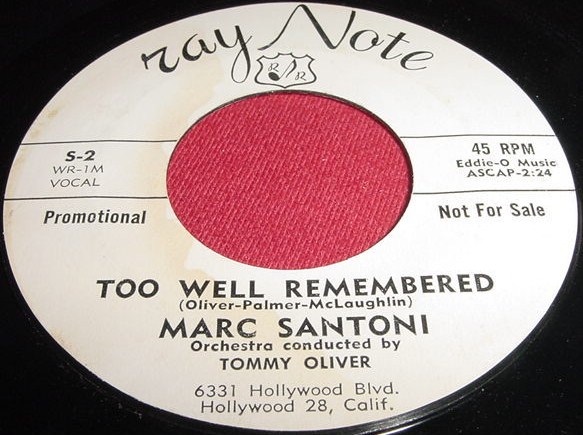 ray Note
R R
S-2
WR-1M
VOCAL
45 RPM
Eddie-O Music
ASCAP-2:24
Promotional
Not For Sale
TOO WELL REMEMBERED
(Oliver-Palmer-McLaughlin)
MARC SANTONI
Orchestra conducted by
TOMMY OLIVER
6331 Hollywood Blvd.
Hollywood 28, Calif.